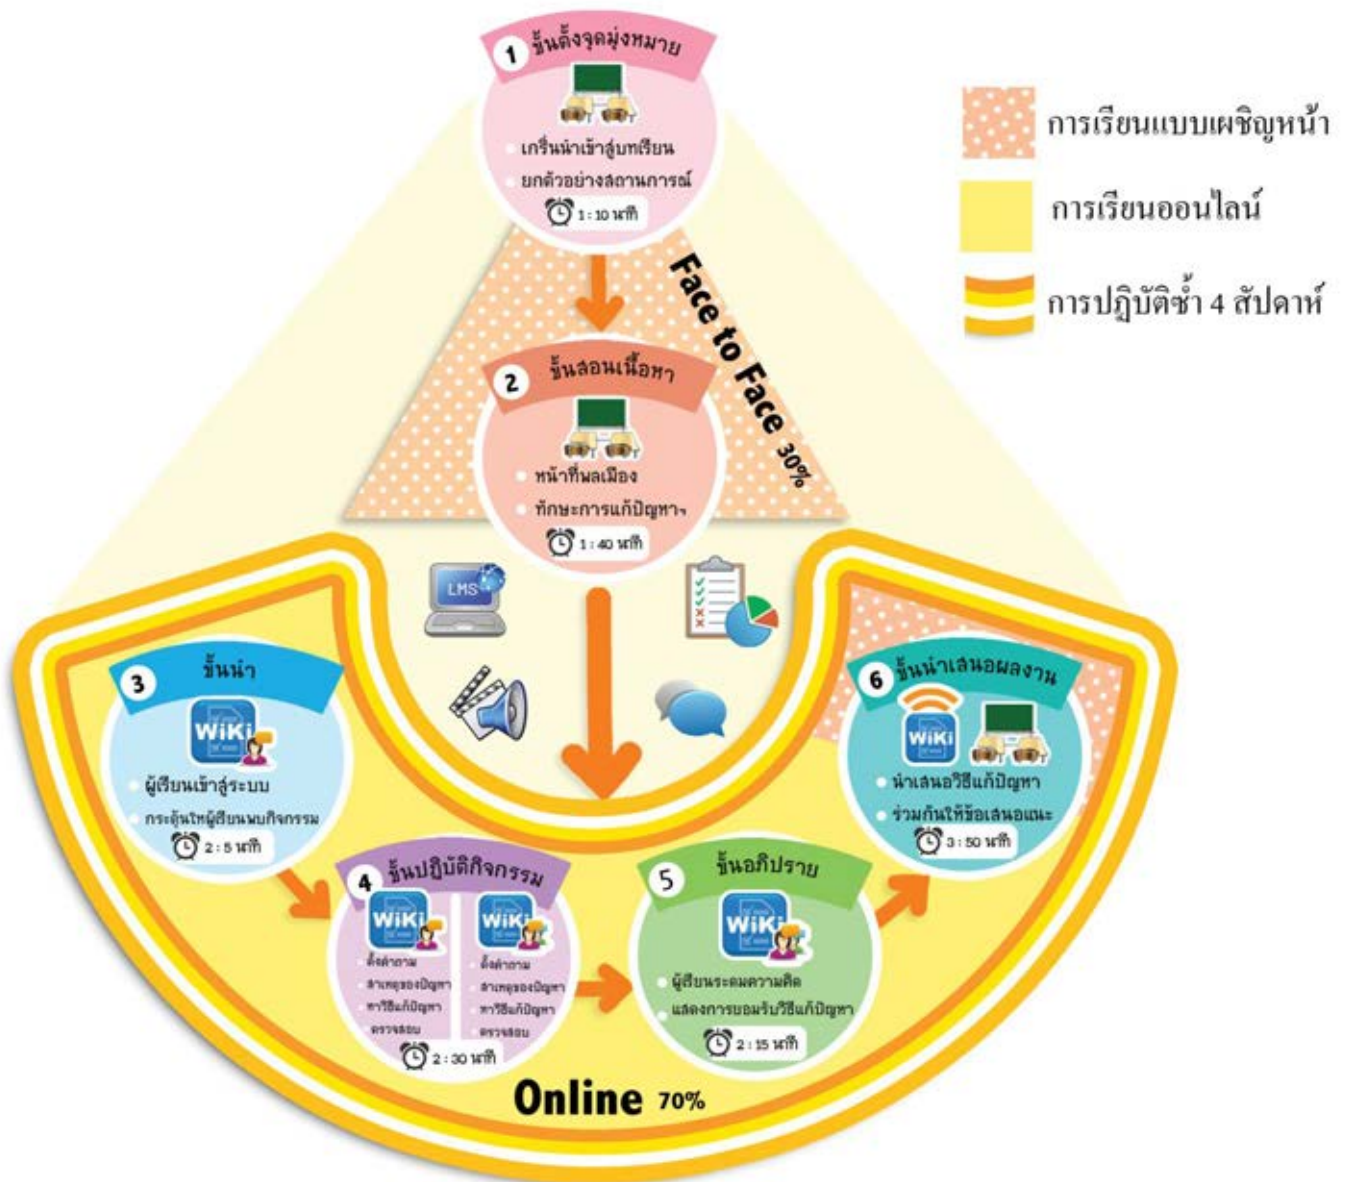 1 ขั้นตั้งจุดมุ่งหมาย
เกริ่นนำเข้าสู่บทเรียน
ยกตัวอย่างสถานการณ์
1 : 10 นาที
การเรียนแบบเผชิญหน้า
การเรียนออนไลน์
การปฏิบัติซ้ำ 4 สัปดาห์
Face to Face 30%
2 ขั้นสอนเนื้อหา
หน้าที่พลเมือง
ทักษะการแก้ปัญหาฯ
1 : 40 นาที
LMS
3 ขั้นนำ
WiKi
ผู้เรียนเข้าสู่ระบบ
กระตุ้นให้ผู้เรียนพบกิจกรรม
2 : 5 นาที
4 ขั้นปฏิบัติกิจกรรม
WiKi
ตั้งคำถาม
สาเหตุของปัญหา
หาวิธีแก้ปัญหา
ตรวจสอบ
WiKi
ตั้งคำถาม
สาเหตุของปัญหา
หาวิธีแก้ปัญหา
ตรวจสอบ
2 : 30 นาที
5 ขั้นอภิปราย
WiKi
ผู้เรียนระดมความคิด
แสดงการยอมรับวิธีแก้ปัญหา
2 : 15 นาที
6 ขั้นนำเสนอผลงาน
WiKi
นำเสนอวิธีแก้ปัญหา
ร่วมกันให้ข้อเสนอแนะ
3 : 50 นาที
Online 70%